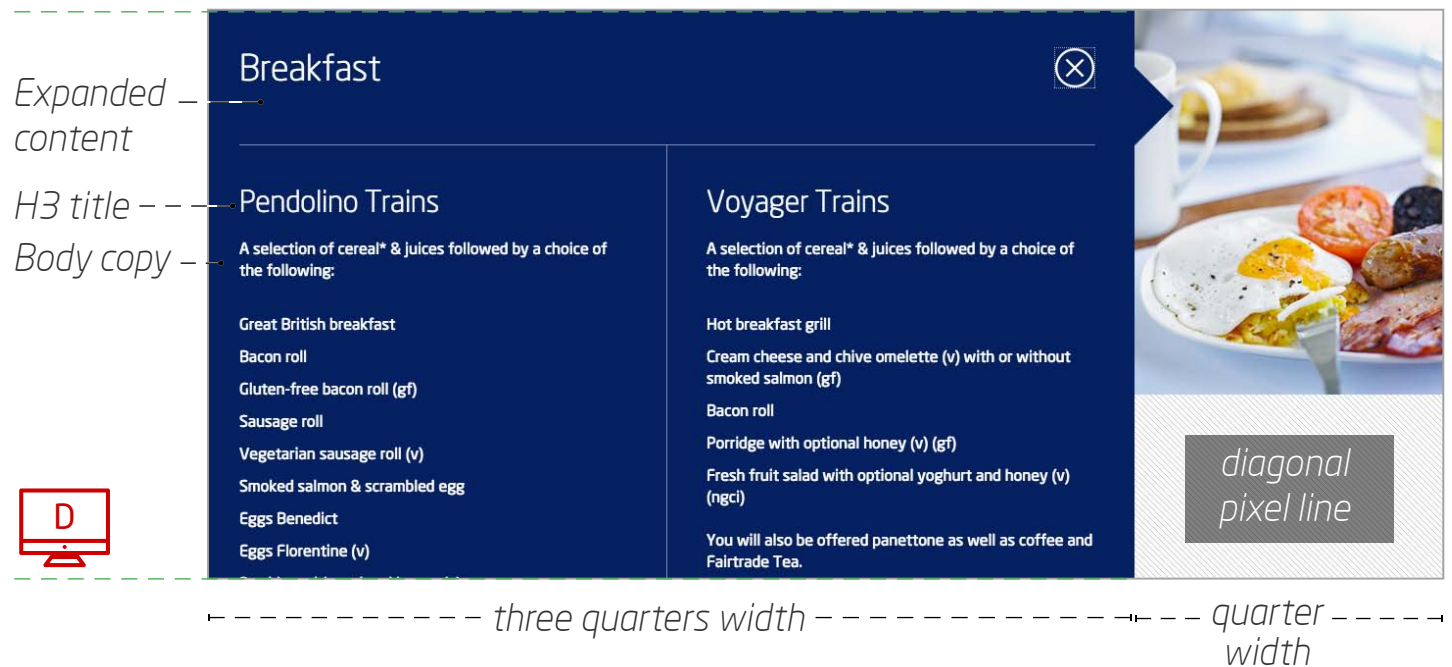 Breakfast
Expanded
content
H3 title
Body copy
Pendolino Trains
A selection of cereal* & juices followed by a choice of
the following:
Great British breakfast
Bacon roll
Gluten-free bacon roll (gf)
Sausage roll
Vegetarian sausage roll (v)
Smoked salmon & scrambled egg
Eggs Benedict
Eggs Florentine (v)
Voyager Trains
A selection of cereal* & juices followed by a choice of
the following:
Hot breakfast grill
Cream cheese and chive omelette (v) with or without
smoked salmon (gf)
Bacon roll
Porridge with optional honey (v) (gf)
Fresh fruit salad with optional yoghurt and honey (v)
(ngci)
You will also be offered panettone as well as coffee and
Fairtrade Tea.
diagonal
pixel line
D
three quarters width
quarter
width